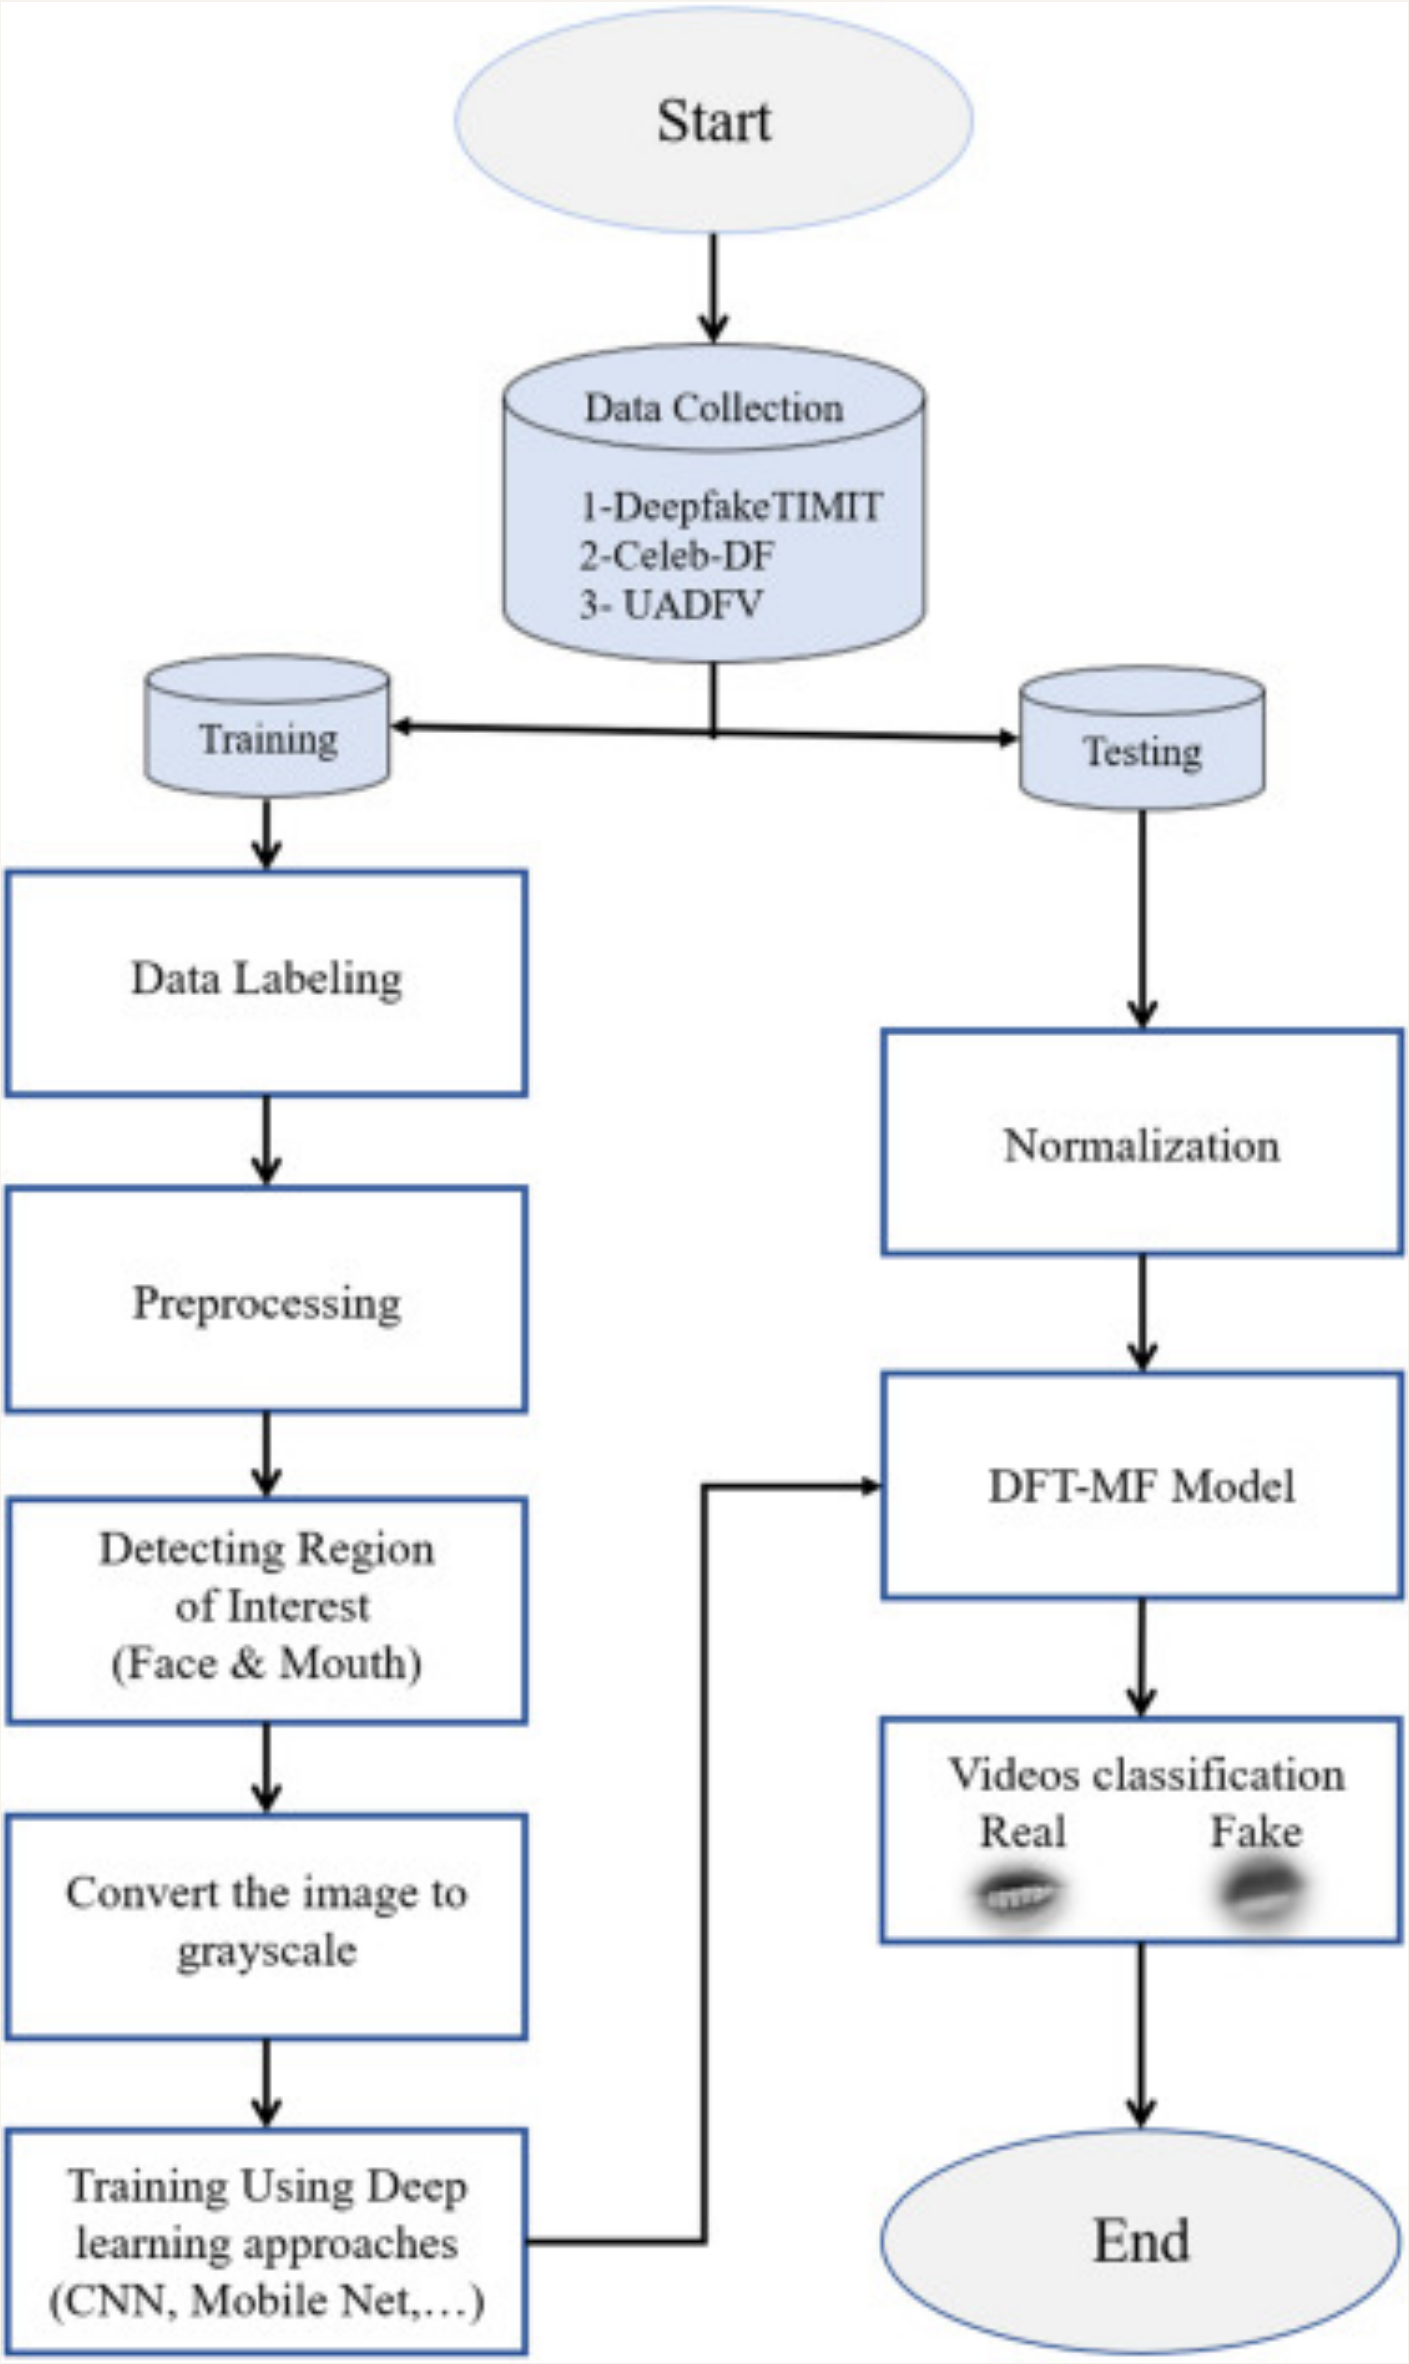 Start
Data Collection
1-DeepfakeTIMIT
2-Celeb-DF
3- UADFV
Training
Testing
Data Labeling
Normalization
Preprocessing
DFT-MF Model
Detecting Region
of Interest
(Face & Mouth)
Videos classification
Real Fake
Convert the image to
grayscale
Training Using Deep
learning approaches
(CNN, Mobile Net,...)
End